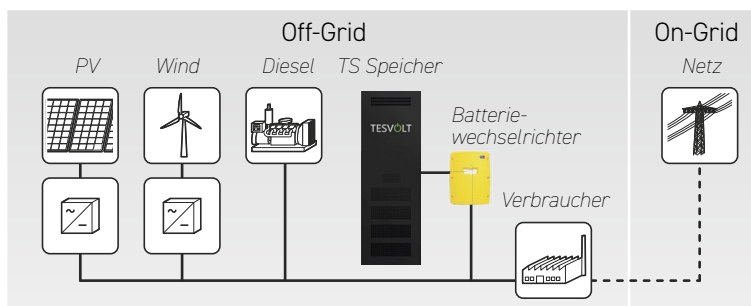 Off-Grid
On-Grid
PV
Wind
Diesel
TS Speicher
Netz
TESVOLT
Batterie-
wechselrichter
Verbraucher